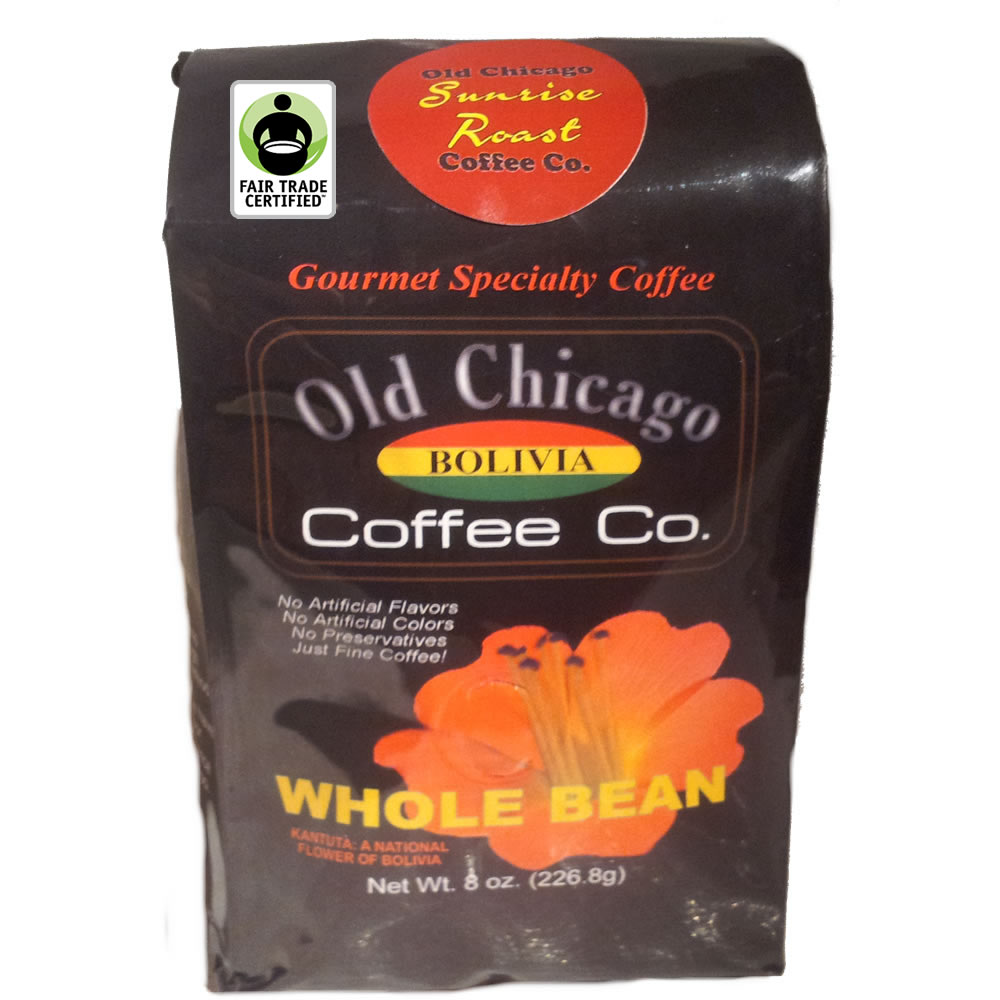 Old Chicago
Sunrise
Roast
Coffee Co.
FAIR TRADE
CERTIFIED™
Gourmet Specialty Coffee
Old Chicago
BOLIVIA
Coffee Co.
No Artificial Flavors
No Artificial Colors
No Preservatives
Just Fine Coffee!
WHOLE BEAN
KANTUTA: A NATIONAL
FLOWER OF BOLIVIA
Net Wt. 8 oz. (226.8g)